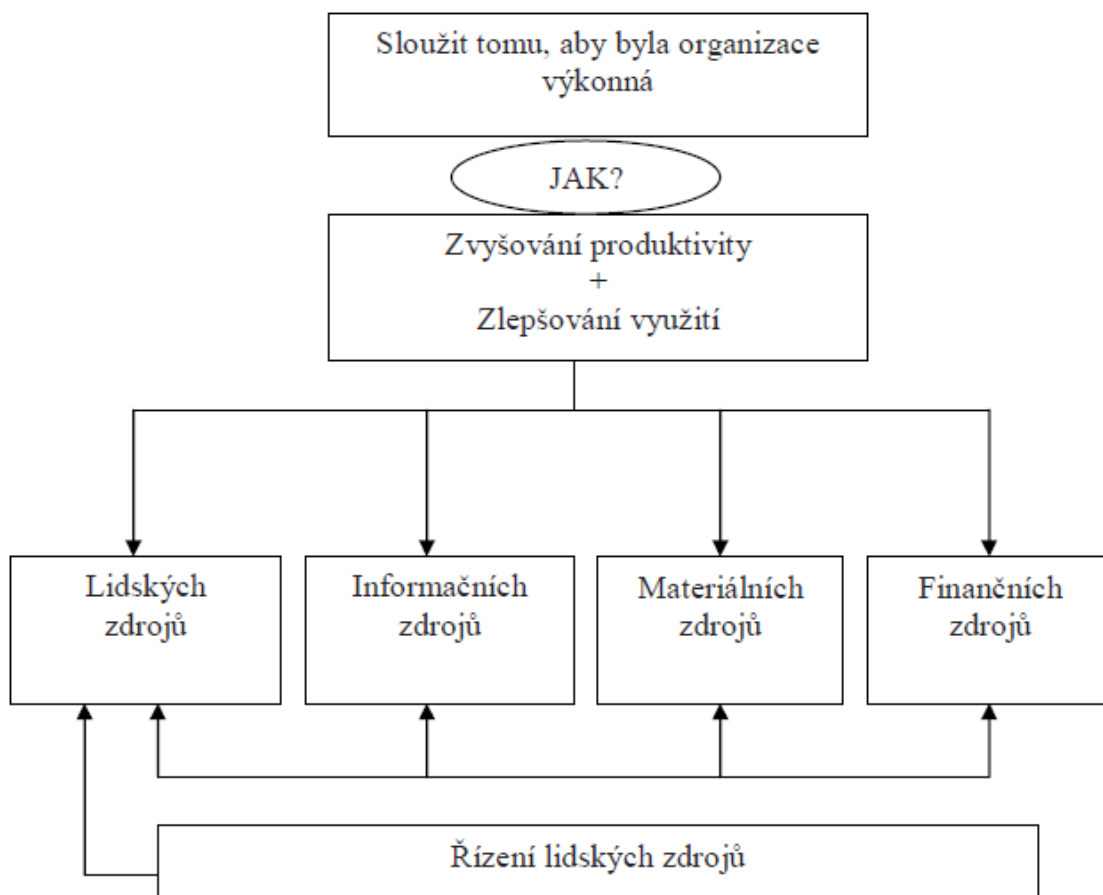 Sloužit tomu, aby byla organizace
výkonná
JAK?
Zvyšování produktivity
+
Zlepšování využití
Lidských
zdrojů
Informačních
zdrojů
Materiálních
zdrojů
Finančních
zdrojů
Řízení lidských zdrojů